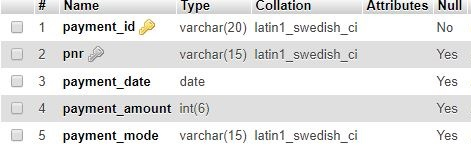 # Name Type Collation Attributes Null
1 payment_id varchar(20) latin1_swedish_ci No
2 pnr varchar(15) latin1_swedish_ci Yes
3 payment_date date Yes
4 payment_amount int(6) Yes
5 payment_mode varchar(15) latin1_swedish_ci Yes